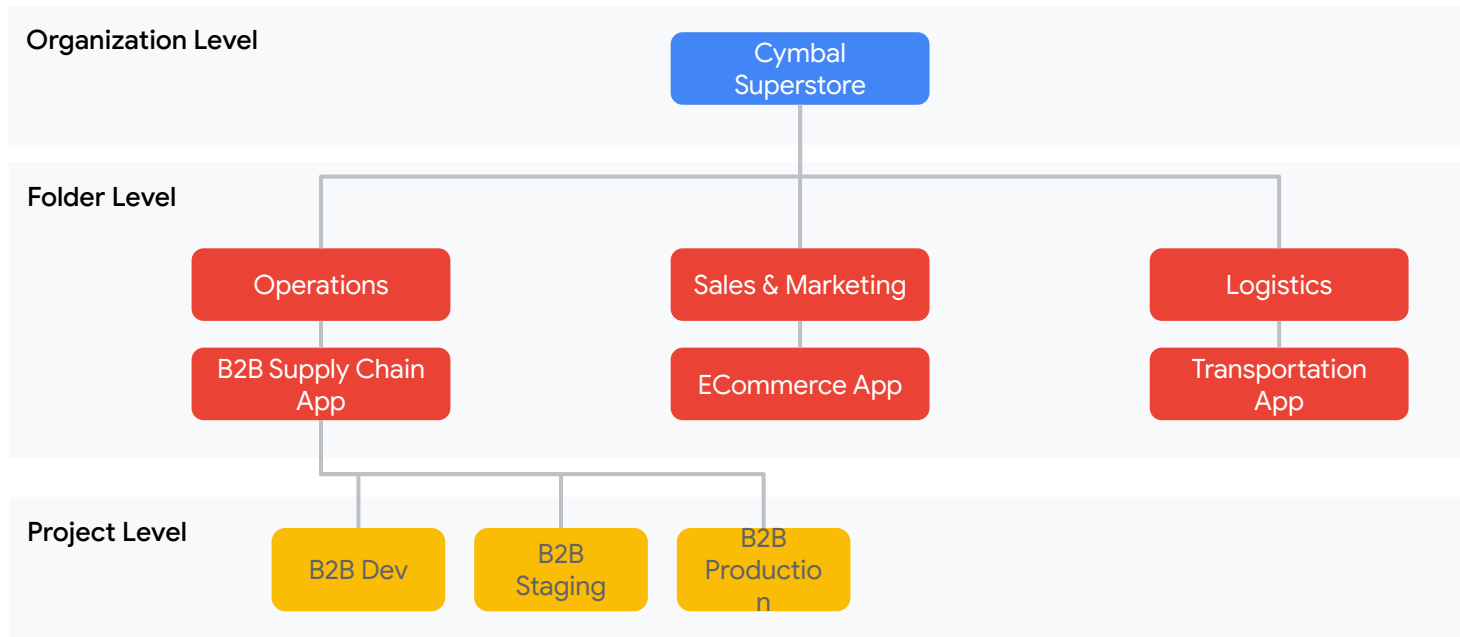 Organization Level
Cymbal
Superstore
Folder Level
Operations
Sales & Marketing
Logistics
B2B Supply Chain
App
ECommerce App
Transportation
App
Project Level
B2B Dev
B2B
Staging
B2B
Productio
n